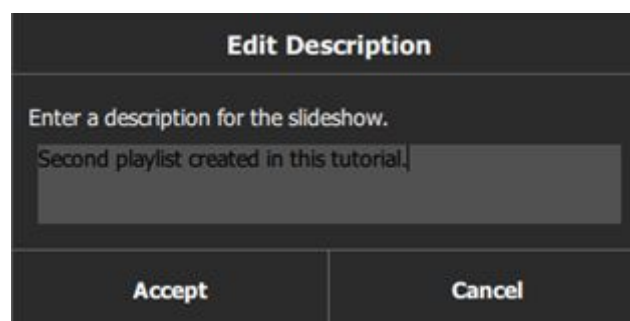 Edit Description
Enter a description for the slideshow.
Second playlist created in this tutorial.
Accept
Cancel